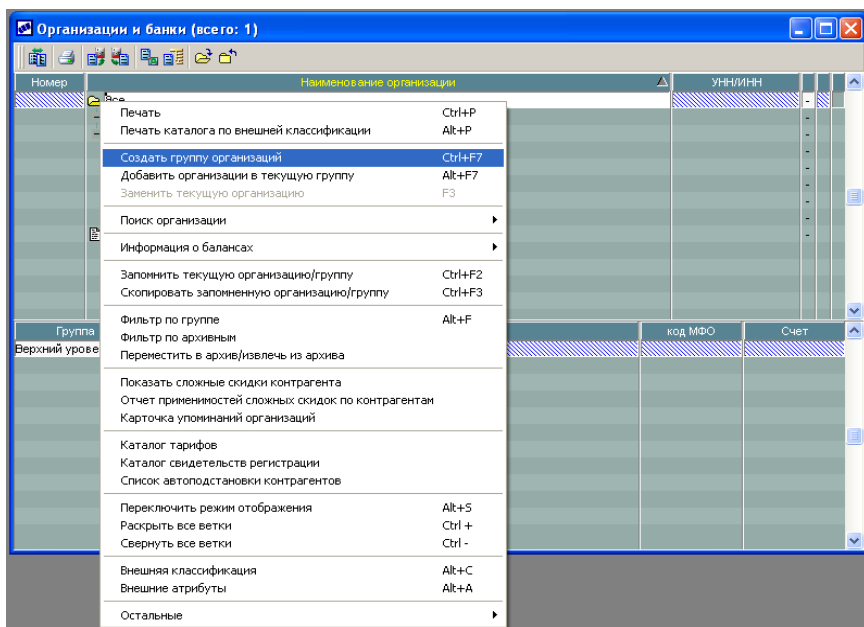 Организации и банки (всего: 1)
Номер Наименование организации УНН/ИНН
Все
Печать Ctrl+P
Печать каталога по внешней классификации Alt+P
Создать группу организаций Ctrl+F7
Добавить организации в текущую группу Alt+F7
Заменить текущую организацию F3
Поиск организации
Информация о балансах
Запомнить текущую организацию/группу Ctrl+F2
Скопировать запомненную организацию/группу Ctrl+F3
Фильтр по группе Alt+F
Фильтр по архивным
Переместить в архив/извлечь из архива
Показать сложные скидки контрагента
Отчет применимостей сложных скидок по контрагентам
Карточка упоминаний организаций
Каталог тарифов
Каталог свидетельств регистрации
Список автоподстановки контрагентов
Переключить режим отображения Alt+S
Раскрыть все ветки Ctrl +
Свернуть все ветки Ctrl -
Внешняя классификация Alt+C
Внешние атрибуты Alt+A
Остальные
Группа код МФО Счет
Верхний урове